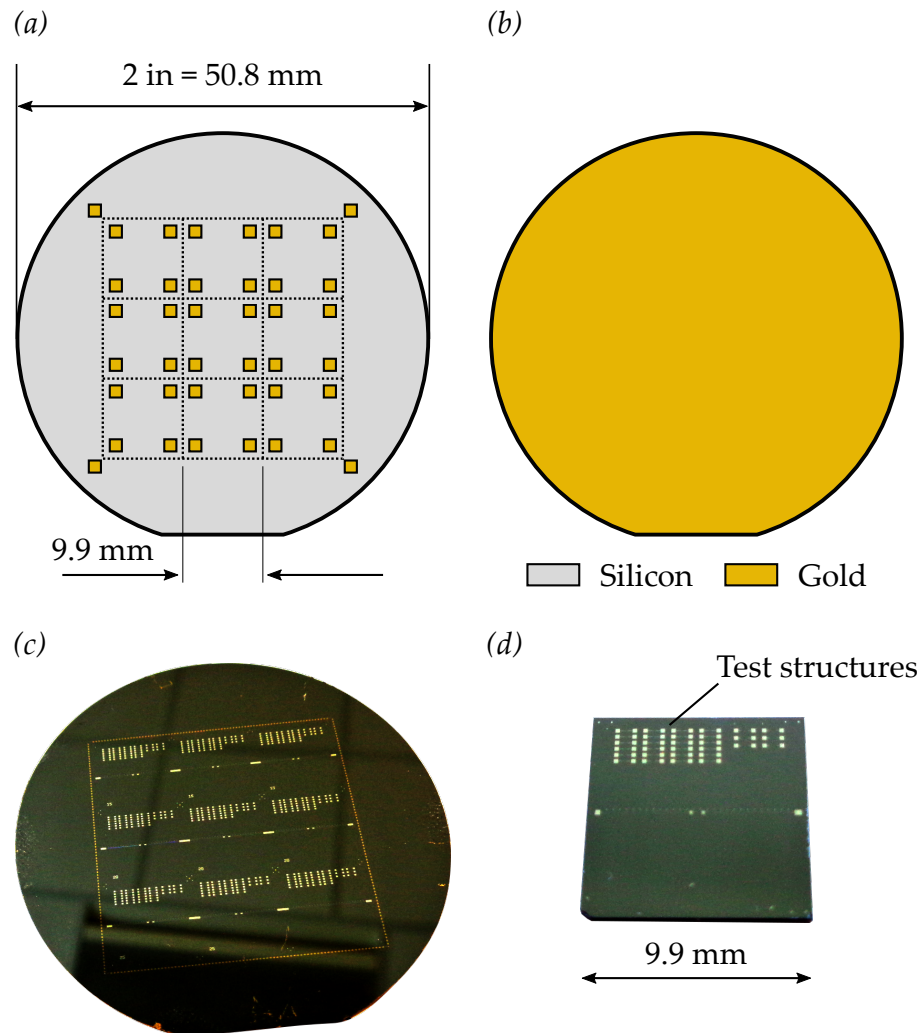 (a)
(b)
2 in = 50.8 mm
9.9 mm
Silicon
Gold
(c)
(d)
Test structures
9.9 mm